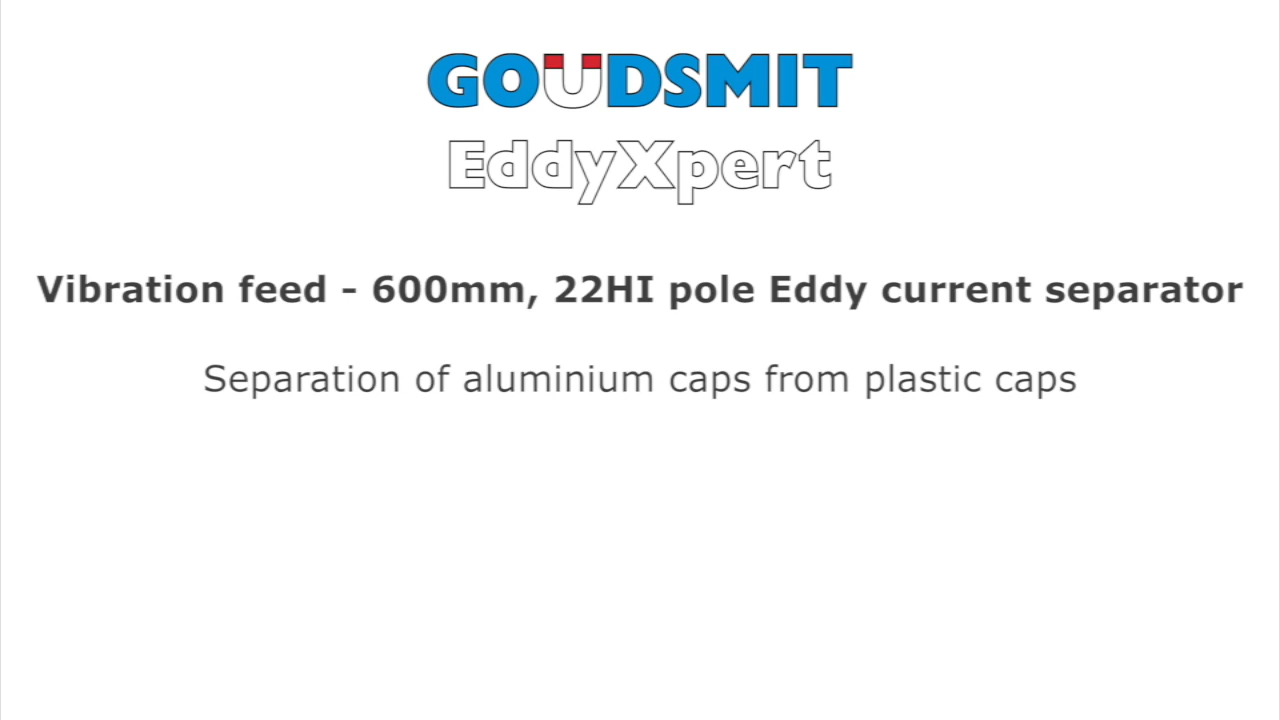 GOUDSMIT
EddyXpert
Vibration feed - 600mm, 22HI pole Eddy current separator
Separation of aluminium caps from plastic caps